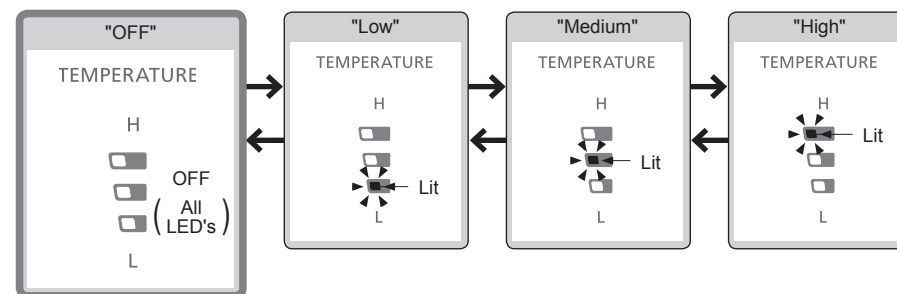 "OFF"
TEMPERATURE
H
OFF
( All
LED's )
L
"Low"
TEMPERATURE
H
Lit
L
"Medium"
TEMPERATURE
H
Lit
L
"High"
TEMPERATURE
H
Lit
L